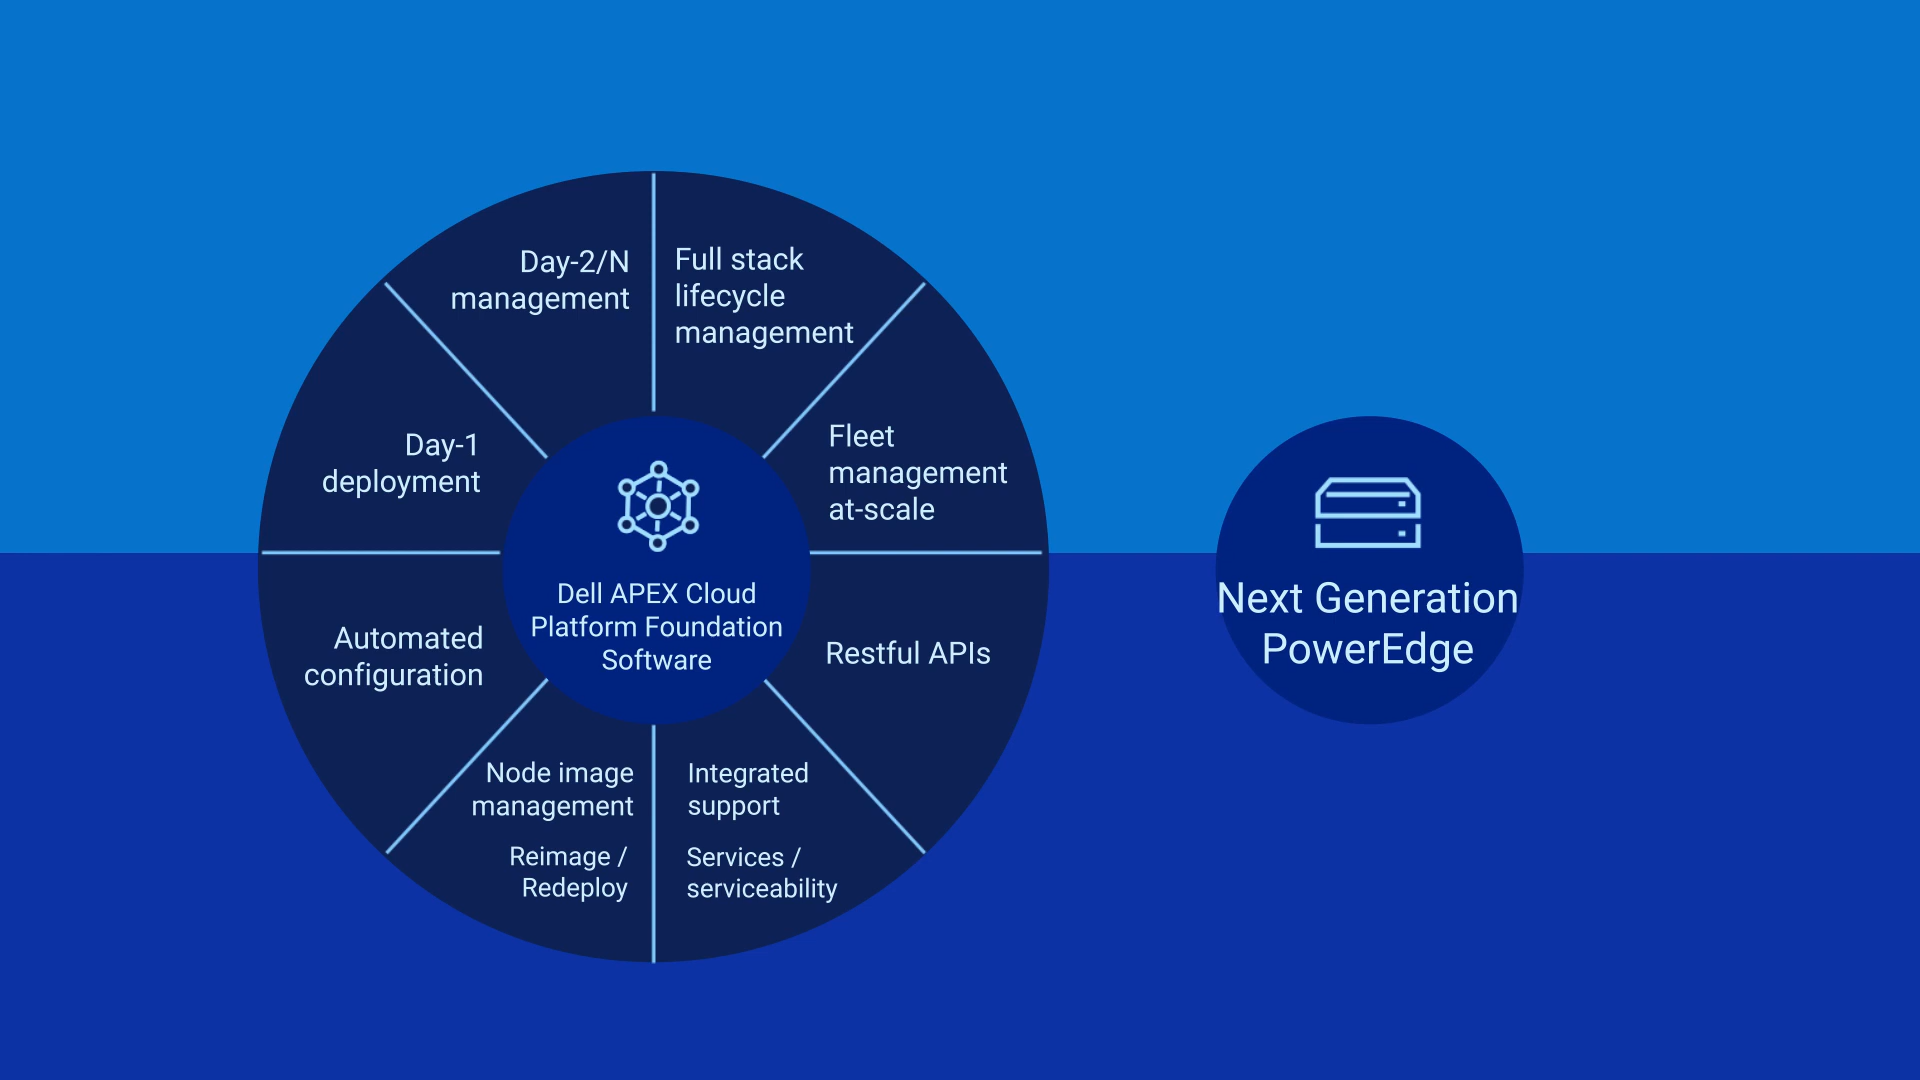 Day-2/N
management
Full stack
lifecycle
management
Fleet
management
at-scale
Restful APIs
Integrated
support
Services /
serviceability
Node image
management
Reimage /
Redeploy
Automated
configuration
Day-1
deployment
Dell APEX Cloud
Platform Foundation
Software
Next Generation
PowerEdge